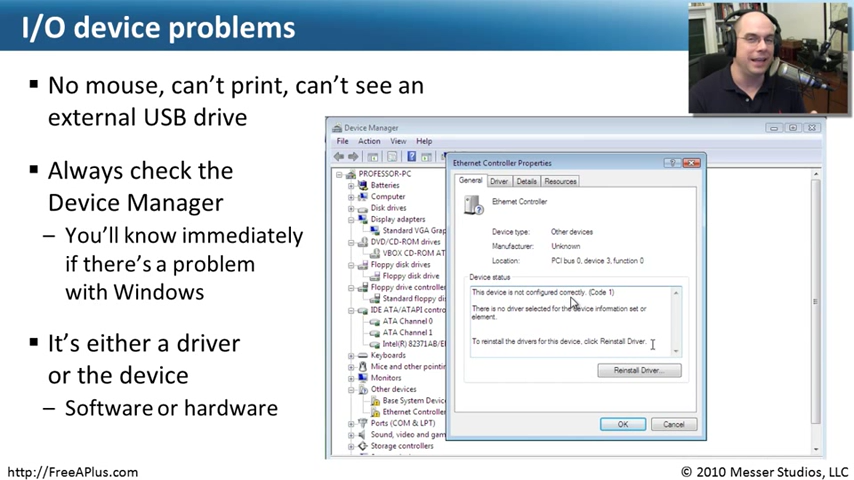 I/O device problems
▪ No mouse, can't print, can't see an
external USB drive
▪ Always check the
Device Manager
– You'll know immediately
if there's a problem
with Windows
▪ It's either a driver
or the device
– Software or hardware
Device Manager
File Action View Help
PROFESSOR-PC
Batteries
Computer
Disk drives
Display adapters
Standard VGA Grap
DVD/CD-ROM drives
VBOX CD-ROM AT
Floppy disk drives
Floppy disk drive
Floppy drive controller
Standard floppy di
IDE ATA/ATAPI contro
ATA Channel 0
ATA Channel 1
Intel(R) 82371AB/E
Keyboards
Mice and other pointin
Monitors
Other devices
Base System Device
Ethernet Controller
Ports (COM & LPT)
Sound, video and gam
Storage controllers
Ethernet Controller Properties
General Driver Details Resources
Ethernet Controller
Device type: Other devices
Manufacturer: Unknown
Location: PCI bus 0, device 3, function 0
Device status
This device is not configured correctly. (Code 1)
There is no driver selected for the device information set or
element.
To reinstall the drivers for this device, click Reinstall Driver.
Reinstall Driver...
OK Cancel
http://FreeAPlus.com
© 2010 Messer Studios, LLC